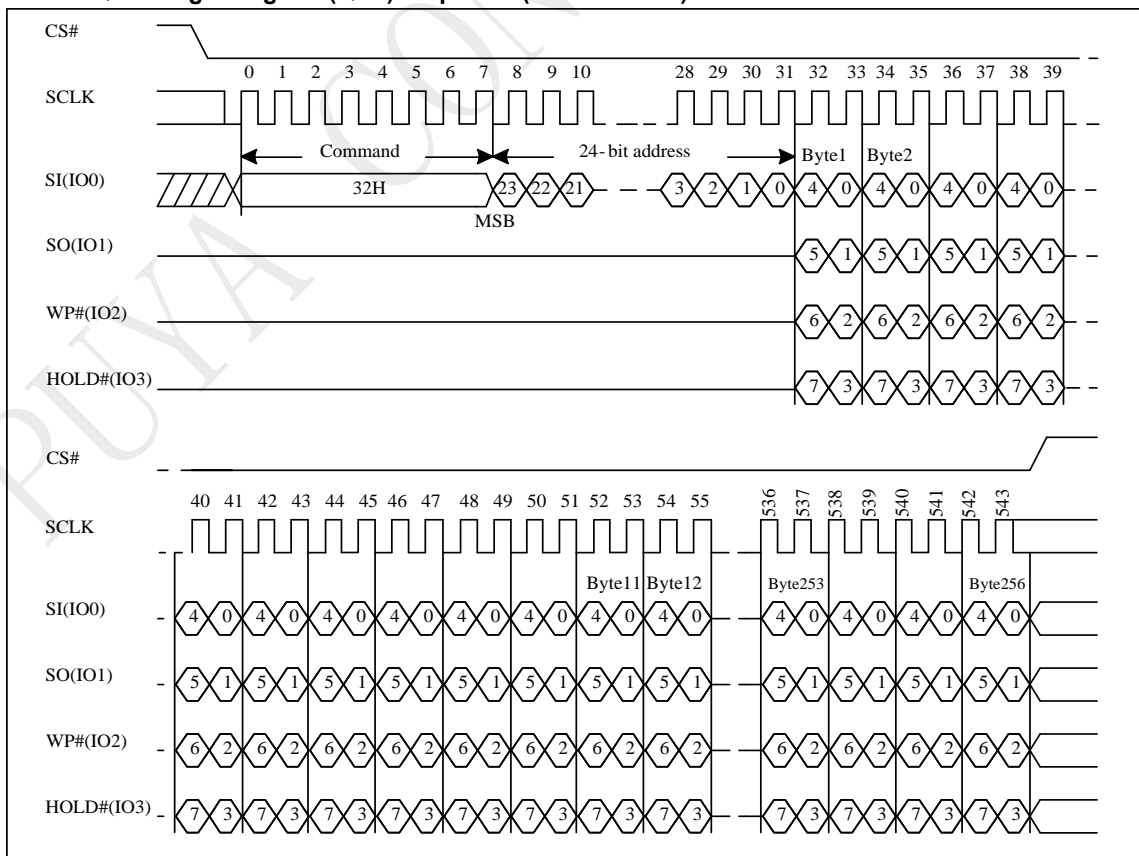 CS#
0 1 2 3 4 5 6 7 8 9 10 28 29 30 31 32 33 34 35 36 37 38 39
SCLK
Command 24-bit address Byte1 Byte2
SI(IO0) 32H 23 22 21 3 2 1 0 4 0 4 0 4 0 4 0
MSB
SO(IO1) 5 1 5 1 5 1 5 1
WP#(IO2) 6 2 6 2 6 2 6 2
HOLD#(IO3) 7 3 7 3 7 3 7 3
CS#
40 41 42 43 44 45 46 47 48 49 50 51 52 53 54 55 536 537 538 539 540 541 542 543
SCLK
Byte11 Byte12 Byte253 Byte256
SI(IO0) 4 0 4 0 4 0 4 0 4 0 4 0 4 0 4 0 4 0 4 0 4 0 4 0
SO(IO1) 5 1 5 1 5 1 5 1 5 1 5 1 5 1 5 1 5 1 5 1 5 1 5 1
WP#(IO2) 6 2 6 2 6 2 6 2 6 2 6 2 6 2 6 2 6 2 6 2 6 2 6 2
HOLD#(IO3) 7 3 7 3 7 3 7 3 7 3 7 3 7 3 7 3 7 3 7 3 7 3 7 3
PUYA CON